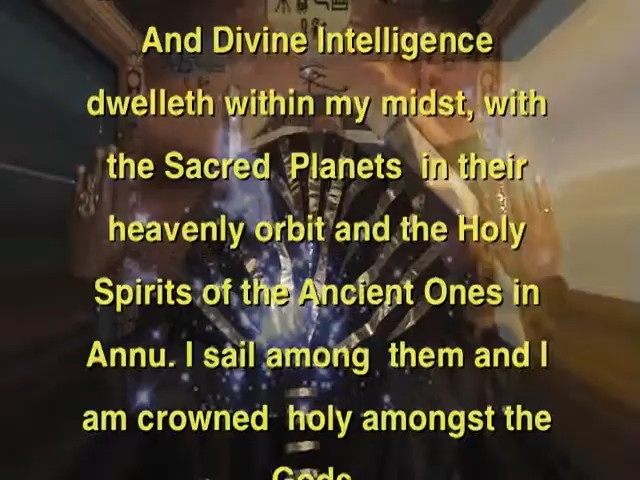 And Divine Intelligence
dwelleth within my midst, with
the Sacred Planets in their
heavenly orbit and the Holy
Spirits of the Ancient Ones in
Annu. I sail among them and I
am crowned holy amongst the
Gods